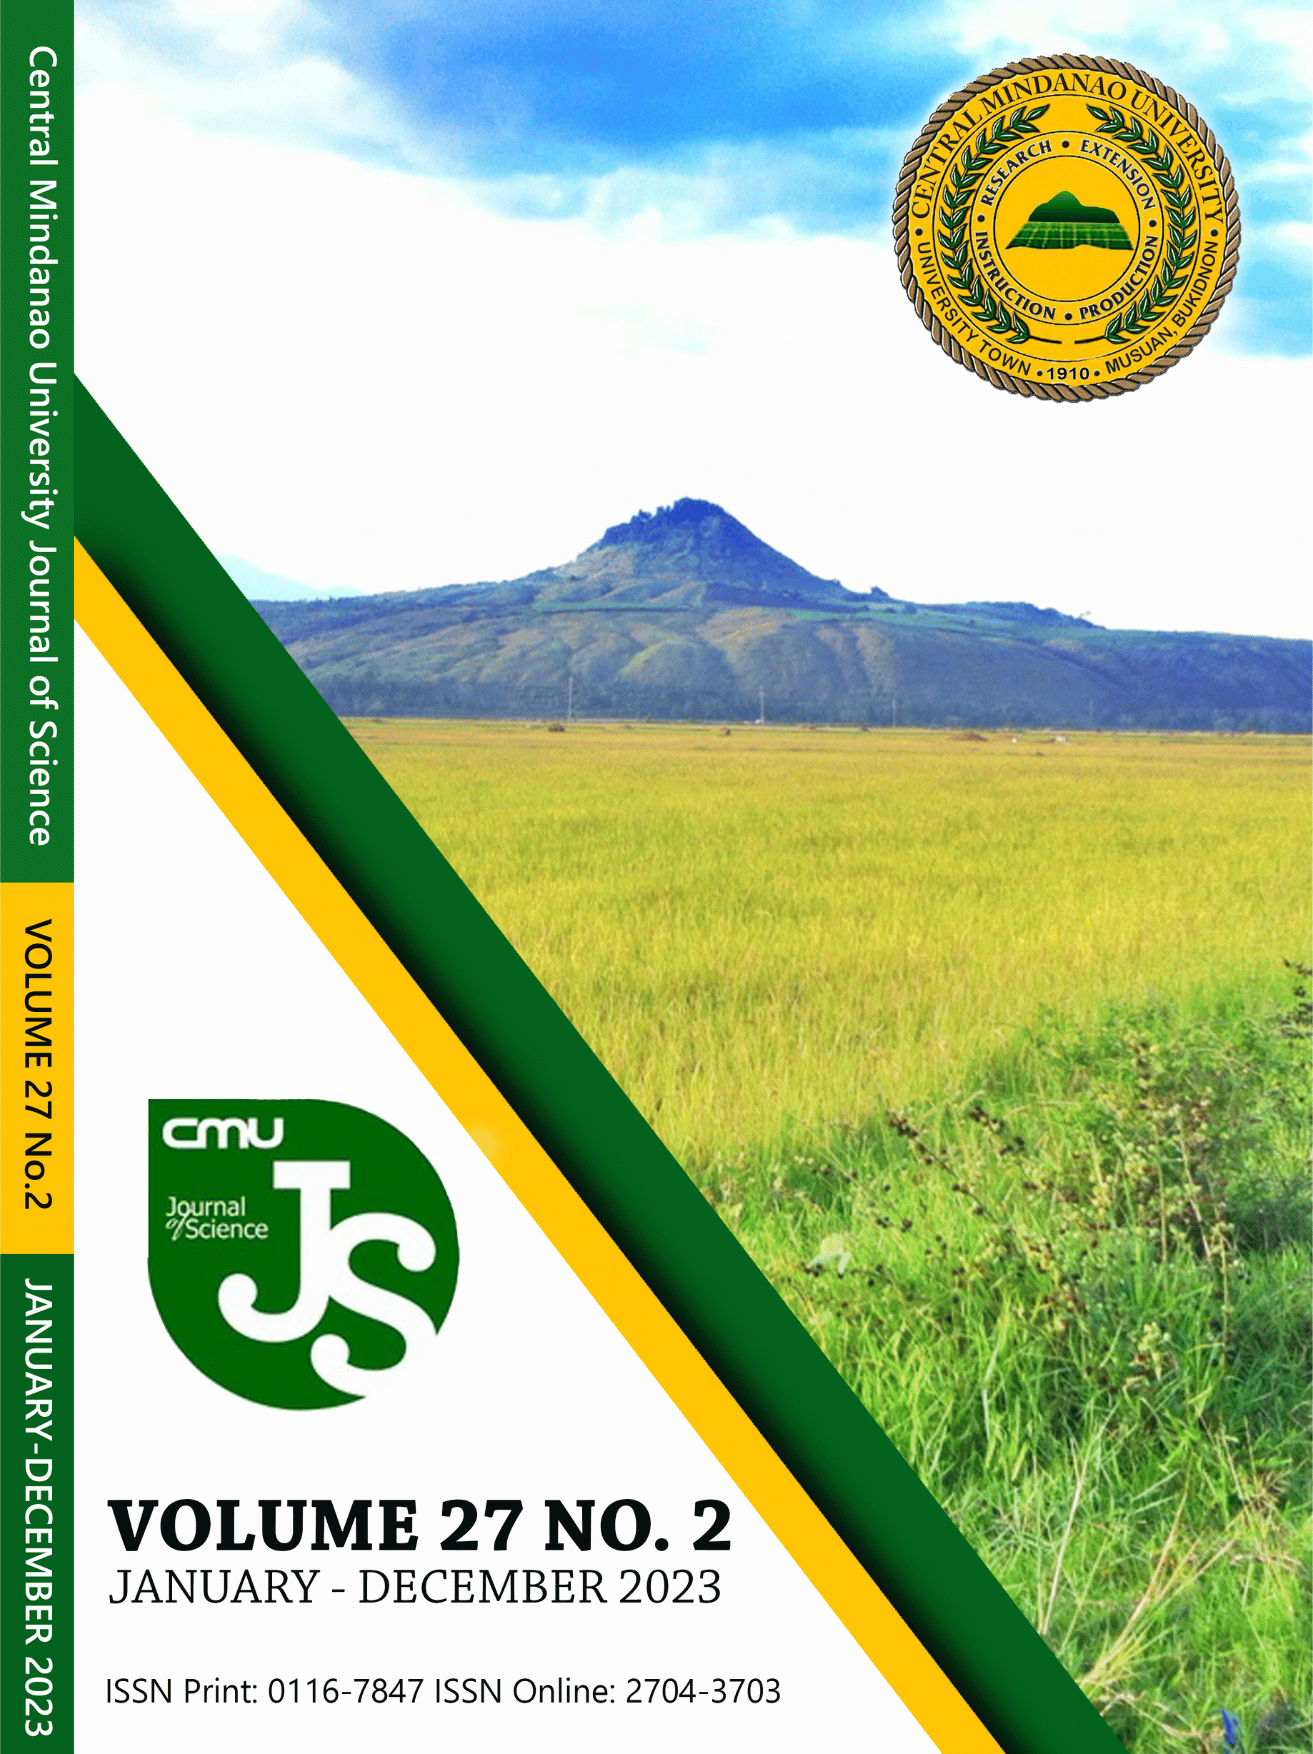 Central Mindanao University Journal of Science
VOLUME 27 No.2
JANUARY-DECEMBER 2023
CENTRAL MINDANAO UNIVERSITY
RESEARCH • EXTENSION
INSTRUCTION • PRODUCTION
UNIVERSITY TOWN • 1910 • MUSUAN, BUKIDNON
cmu
JS
Journal
of Science
VOLUME 27 NO. 2
JANUARY - DECEMBER 2023
ISSN Print: 0116-7847 ISSN Online: 2704-3703